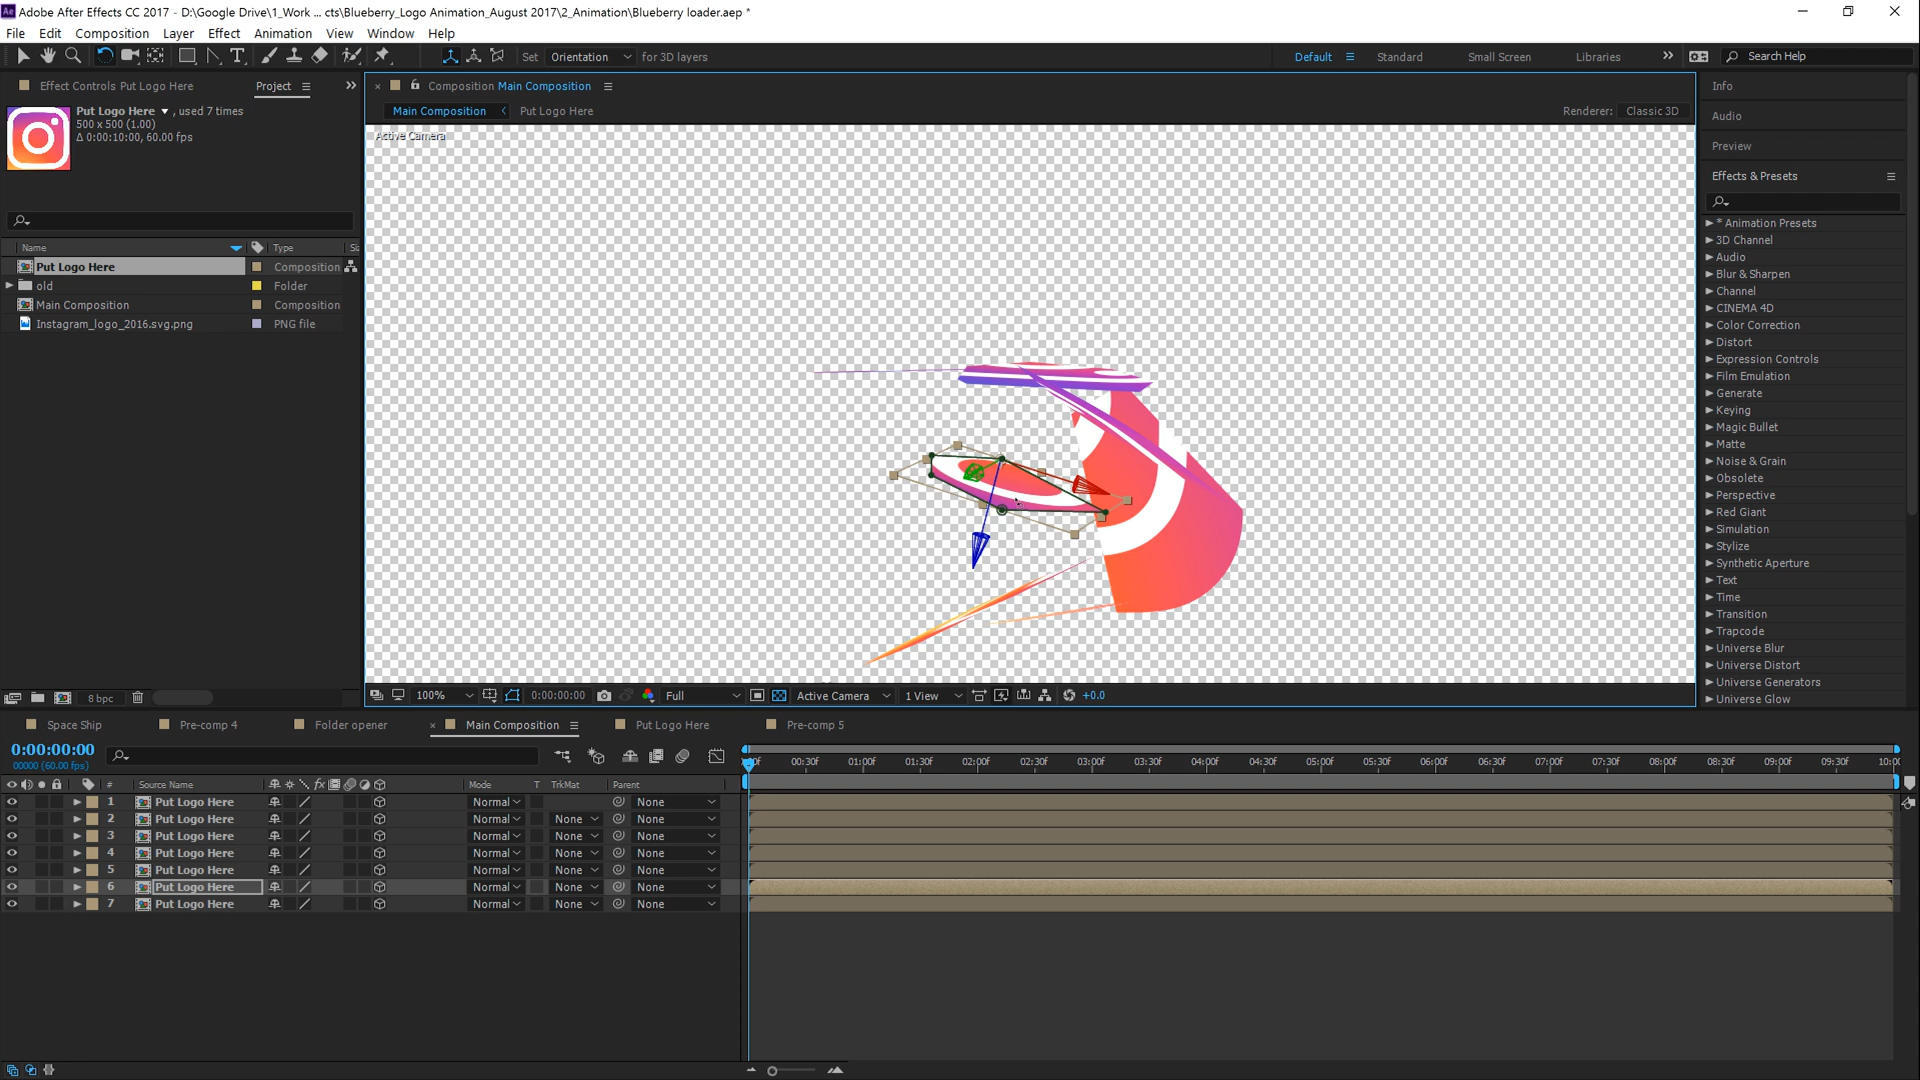 Adobe After Effects CC 2017 - D:\Google Drive\1_Work ... cts\Blueberry_Logo Animation_August 2017\2_Animation\Blueberry loader.aep *
File Edit Composition Layer Effect Animation View Window Help
Set Orientation for 3D layers
Default Standard Small Screen Libraries Search Help
Effect Controls Put Logo Here Project
Put Logo Here , used 7 times
500 x 500 (1.00)
Δ 0:00:10:00, 60.00 fps
Name Type Si
Put Logo Here Composition
old Folder
Main Composition Composition
Instagram_logo_2016.svg.png PNG file
8 bpc
Composition Main Composition
Main Composition Put Logo Here Renderer: Classic 3D
Active Camera
100% 0:00:00:00 Full Active Camera 1 View +0.0
Info
Audio
Preview
Effects & Presets
* Animation Presets
3D Channel
Audio
Blur & Sharpen
Channel
CINEMA 4D
Color Correction
Distort
Expression Controls
Film Emulation
Generate
Keying
Magic Bullet
Matte
Noise & Grain
Obsolete
Perspective
Red Giant
Simulation
Stylize
Synthetic Aperture
Text
Time
Transition
Trapcode
Universe Blur
Universe Distort
Universe Generators
Universe Glow
Space Ship Pre-comp 4 Folder opener Main Composition Put Logo Here Pre-comp 5
0:00:00:00
00000 (60.00 fps)
00:30f 01:00f 01:30f 02:00f 02:30f 03:00f 03:30f 04:00f 04:30f 05:00f 05:30f 06:00f 06:30f 07:00f 07:30f 08:00f 08:30f 09:00f 09:30f 10:00
# Source Name fx Mode T TrkMat Parent
1 Put Logo Here Normal None
2 Put Logo Here Normal None None
3 Put Logo Here Normal None None
4 Put Logo Here Normal None None
5 Put Logo Here Normal None None
6 Put Logo Here Normal None None
7 Put Logo Here Normal None None